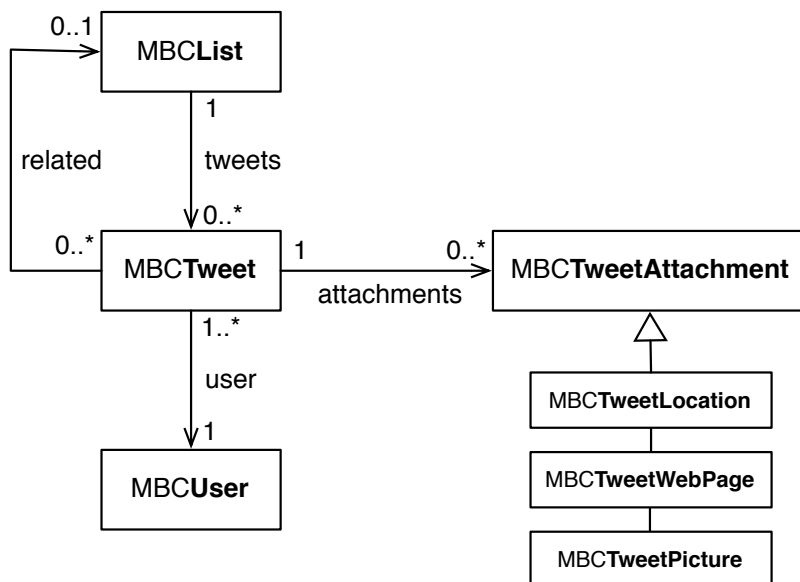 0..1
MBCList
1
related
tweets
0..*
0..*
MBCTweet
1
0..*
MBCTweetAttachment
attachments
1..*
user
1
MBCTweetLocation
MBCUser
MBCTweetWebPage
MBCTweetPicture